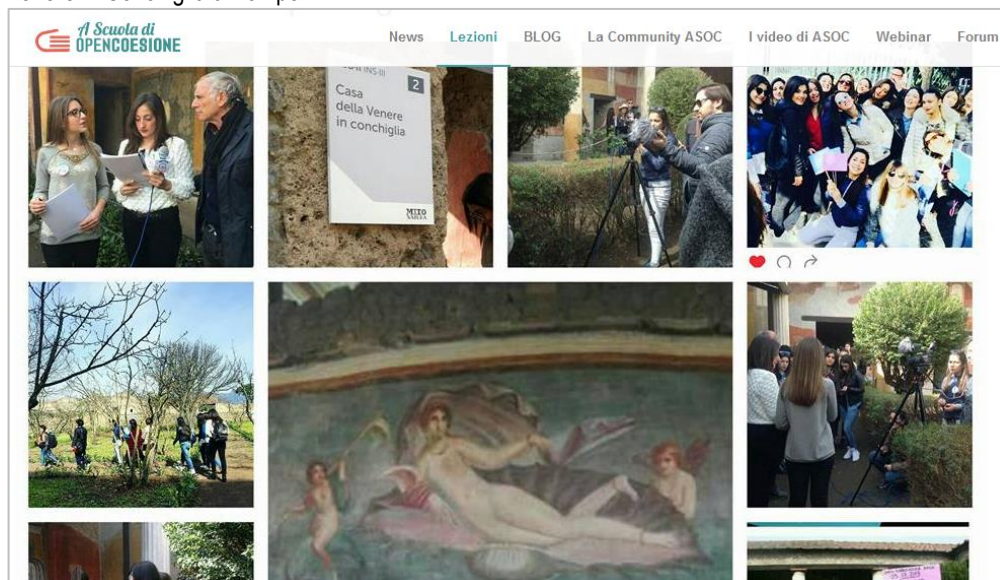 A Scuola di
OPENCOESIONE
News Lezioni BLOG La Community ASOC I video di ASOC Webinar Forum
2
Casa
della Venere
in conchiglia